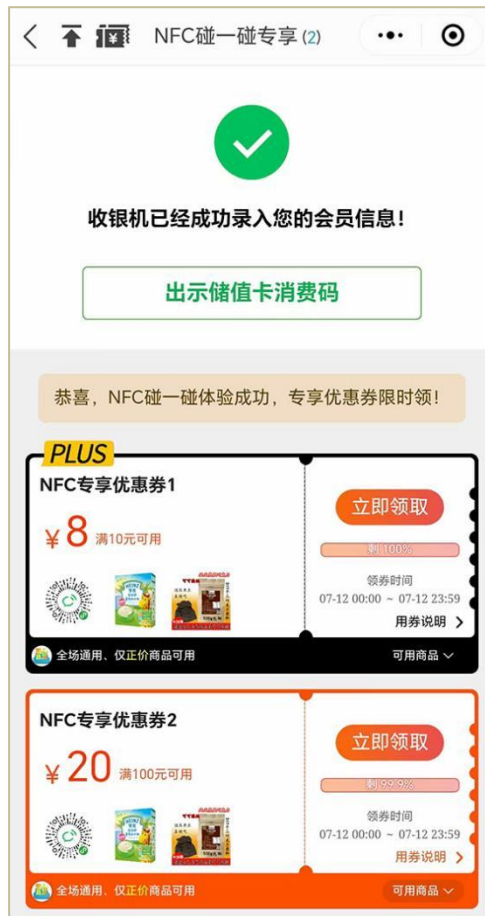 NFC碰一碰专享(2)
收银机已经成功录入您的会员信息!
出示储值卡消费码
恭喜，NFC碰一碰体验成功，专享优惠券限时领!
PLUS
NFC专享优惠券1
¥8 满10元可用
立即领取
剩 100%
领券时间
07-12 00:00 ~ 07-12 23:59
用券说明
全场通用、仅正价商品可用
可用商品
NFC专享优惠券2
¥20 满100元可用
立即领取
剩 99.9%
领券时间
07-12 00:00 ~ 07-12 23:59
用券说明
全场通用、仅正价商品可用
可用商品